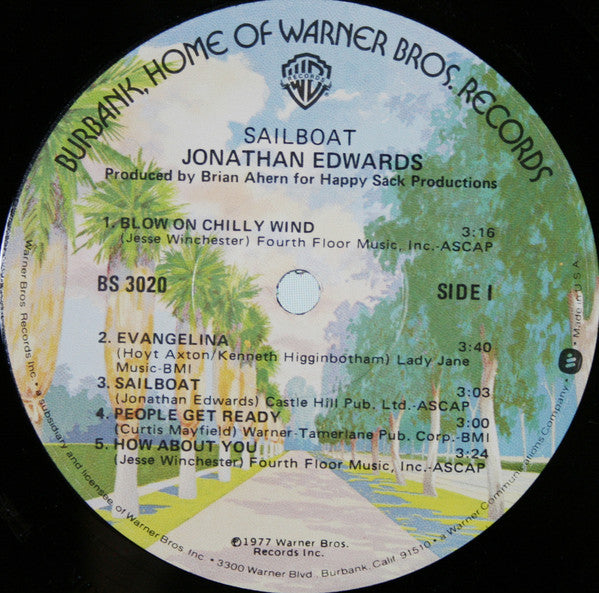 BURBANK, HOME OF WARNER BROS. RECORDS
WB
RECORDS
SAILBOAT
JONATHAN EDWARDS
Produced by Brian Ahern for Happy Sack Productions
1. BLOW ON CHILLY WIND 3:16
(Jesse Winchester) Fourth Floor Music, Inc.-ASCAP
BS 3020 SIDE I
2. EVANGELINA 3:40
(Hoyt Axton/Kenneth Higginbotham) Lady Jane
Music-BMI
3. SAILBOAT 3:03
(Jonathan Edwards) Castle Hill Pub. Ltd.-ASCAP
4. PEOPLE GET READY 3:00
(Curtis Mayfield) Warner-Tamerlane Pub. Corp.-BMI
5. HOW ABOUT YOU 3:24
(Jesse Winchester) Fourth Floor Music, Inc.-ASCAP
℗1977 Warner Bros.
Records Inc.
Warner Bros. Records Inc. • a subsidiary and licensee of Warner Bros. Inc. • 3300 Warner Blvd., Burbank, Calif. 91510 • a Warner Communications Company • Made in U.S.A.